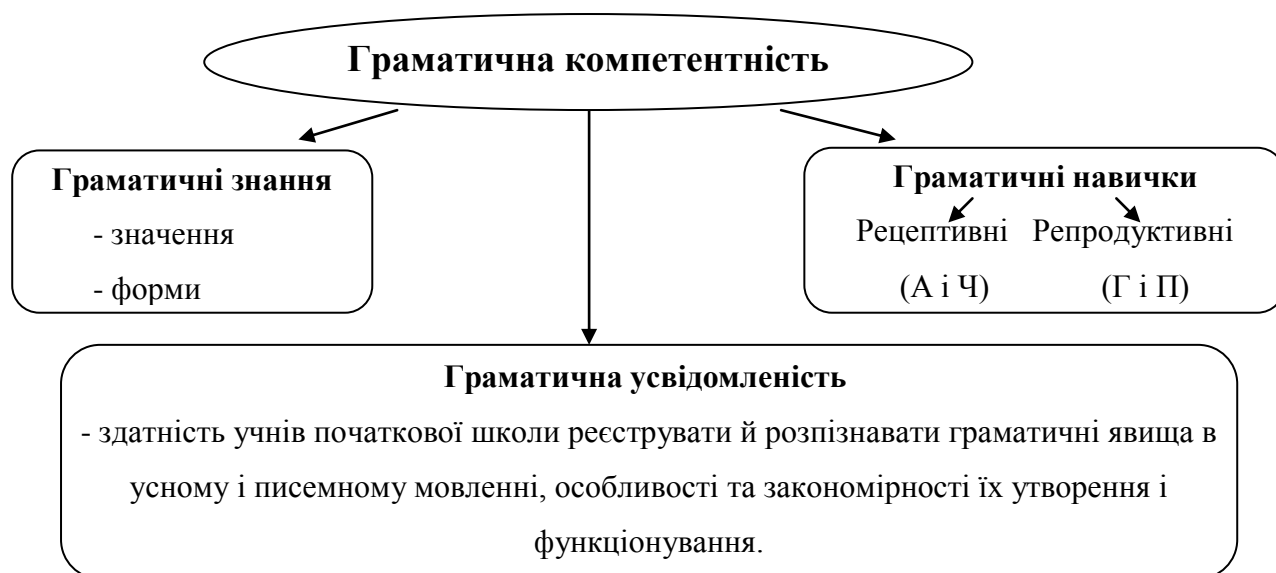 Граматична компетентність
Граматичні знання
- значення
- форми
Граматичні навички
Рецептивні Репродуктивні
(А і Ч) (Г і П)
Граматична усвідомленість
- здатність учнів початкової школи реєструвати й розпізнавати граматичні явища в
усному і писемному мовленні, особливості та закономірності їх утворення і
функціонування.